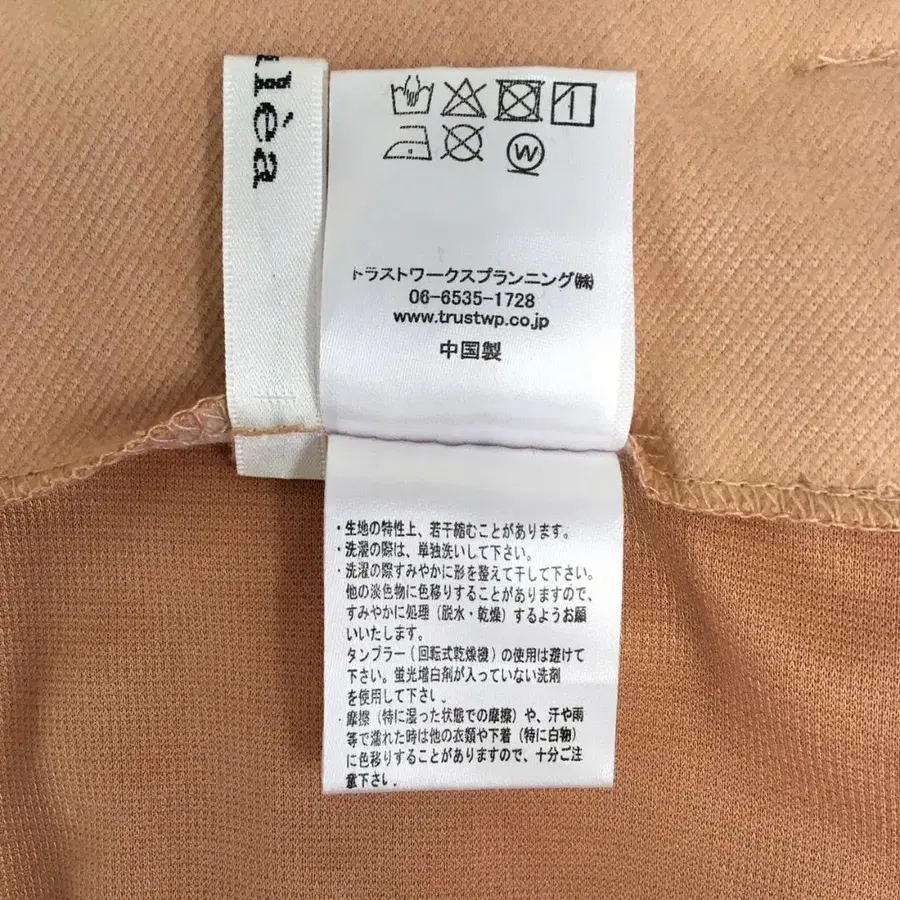 ulèa
W
トラストワークスプランニング㈱
06-6535-1728
www.trustwp.co.jp
中国製
・生地の特性上、若干縮むことがあります。
・洗濯の際は、単独洗いして下さい。
・洗濯の際すみやかに形を整えて干して下さい。
他の淡色物に色移りすることがありますので、
すみやかに処理（脱水・乾燥）するようお願
いいたします。
タンブラー（回転式乾燥機）の使用は避けて
下さい。蛍光増白剤が入っていない洗剤
を使用して下さい。
・摩擦（特に湿った状態での摩擦）や、汗や雨
等で濡れた時は他の衣類や下着（特に白物）
に色移りすることがありますので、十分ご注
意下さい。